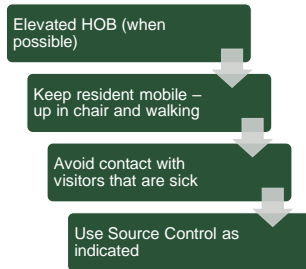 Elevated HOB (when
possible)
Keep resident mobile –
up in chair and walking
Avoid contact with
visitors that are sick
Use Source Control as
indicated